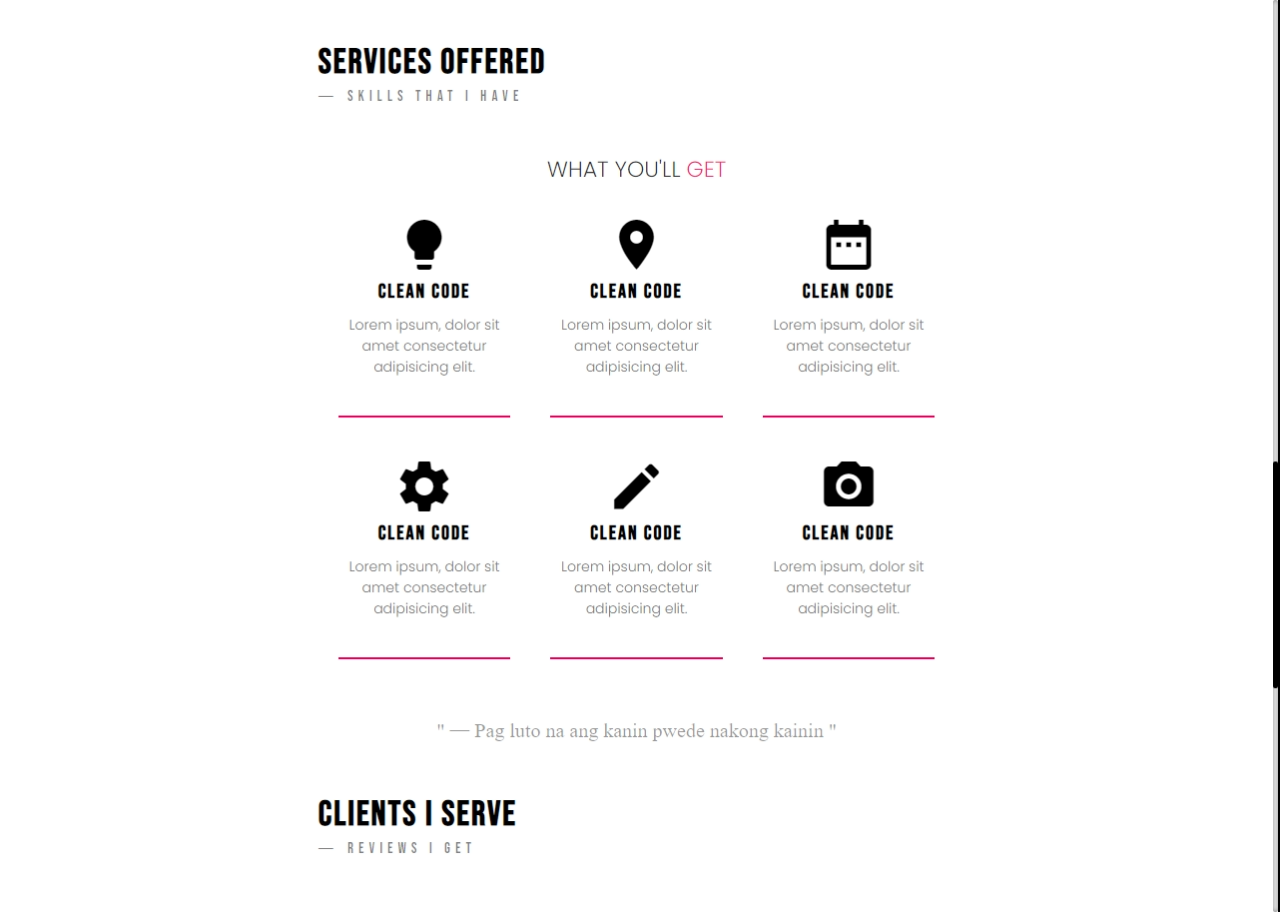 SERVICES OFFERED
— SKILLS THAT I HAVE
WHAT YOU'LL GET
CLEAN CODE
Lorem ipsum, dolor sit
amet consectetur
adipisicing elit.
CLEAN CODE
Lorem ipsum, dolor sit
amet consectetur
adipisicing elit.
CLEAN CODE
Lorem ipsum, dolor sit
amet consectetur
adipisicing elit.
CLEAN CODE
Lorem ipsum, dolor sit
amet consectetur
adipisicing elit.
CLEAN CODE
Lorem ipsum, dolor sit
amet consectetur
adipisicing elit.
CLEAN CODE
Lorem ipsum, dolor sit
amet consectetur
adipisicing elit.
" — Pag luto na ang kanin pwede nakong kainin "
CLIENTS I SERVE
— REVIEWS I GET